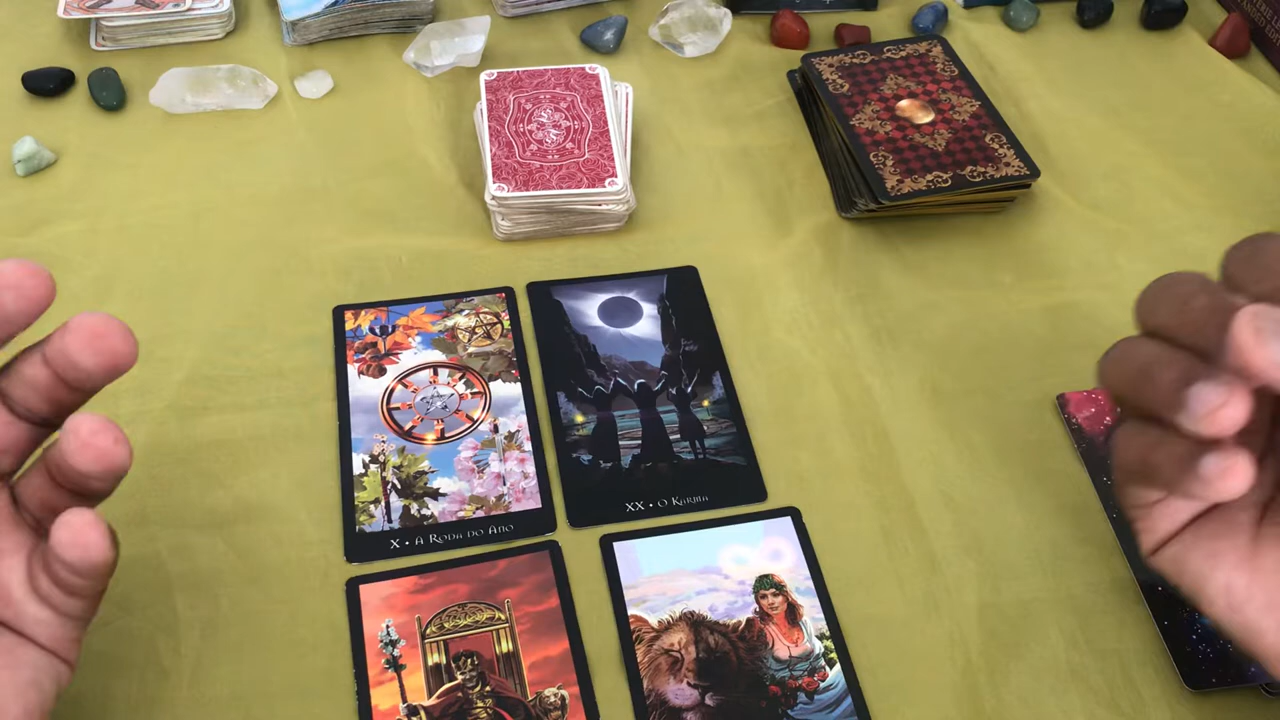 X • A Roda do Ano
XX • O Karma